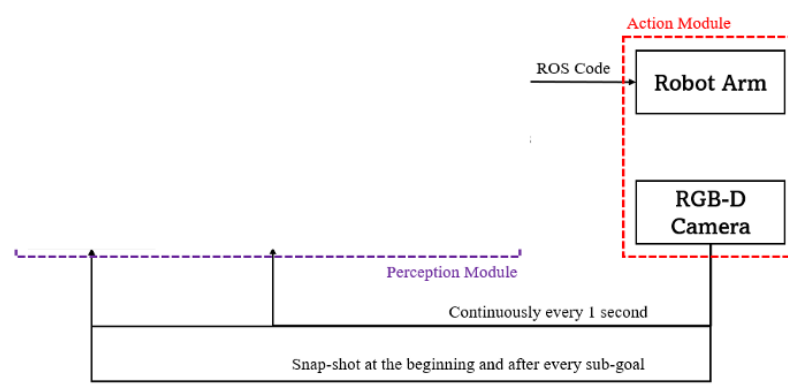 Action Module
ROS Code
Robot Arm
RGB-D
Camera
Perception Module
Continuously every 1 second
Snap-shot at the beginning and after every sub-goal